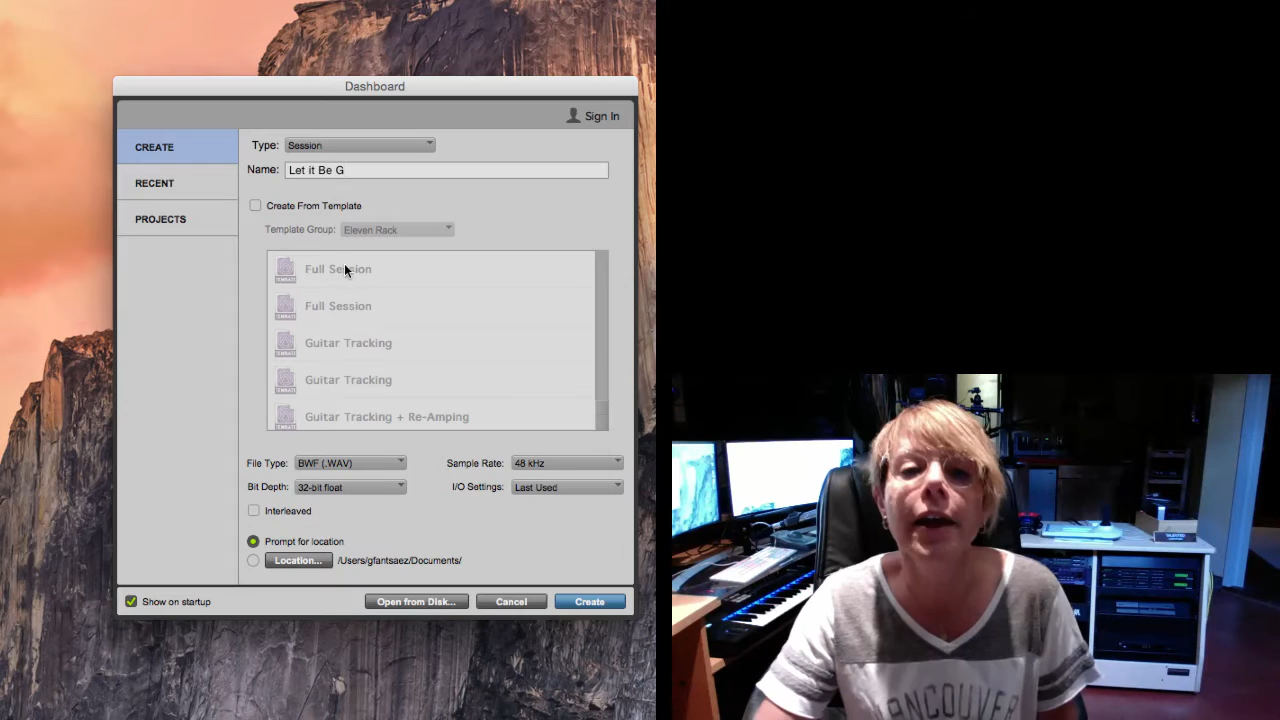 Dashboard
Sign In
CREATE
RECENT
PROJECTS
Type: Session
Name: Let it Be G
Create From Template
Template Group: Eleven Rack
Full Session
Full Session
Guitar Tracking
Guitar Tracking
Guitar Tracking + Re-Amping
File Type: BWF (.WAV) Sample Rate: 48 kHz
Bit Depth: 32-bit float I/O Settings: Last Used
Interleaved
Prompt for location
Location... /Users/gfantsaez/Documents/
Show on startup Open from Disk... Cancel Create
VANCOUVER